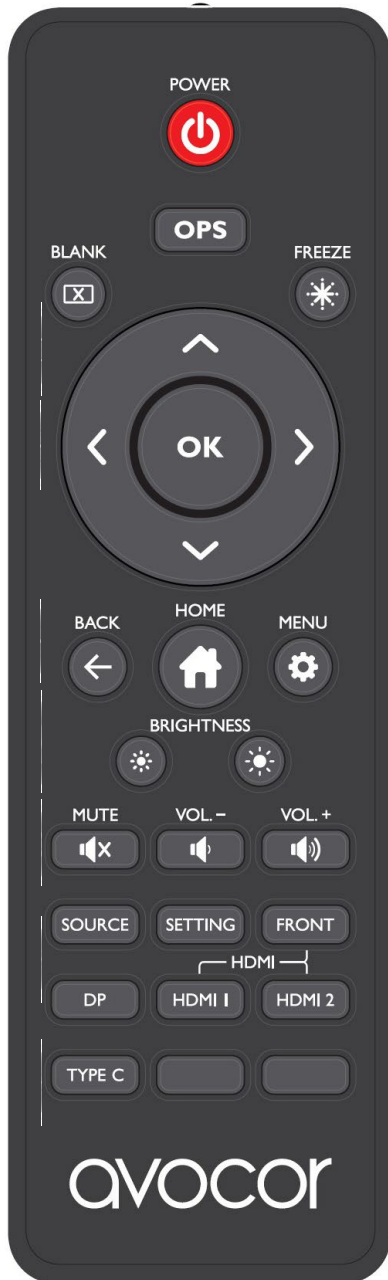 POWER
OPS
BLANK FREEZE
OK
BACK HOME MENU
BRIGHTNESS
MUTE VOL. – VOL. +
SOURCE SETTING FRONT
HDMI
DP HDMI 1 HDMI 2
TYPE C
avocor